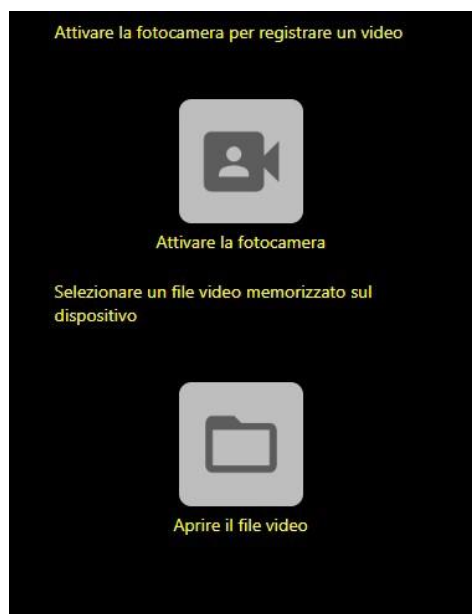 Attivare la fotocamera per registrare un video
Attivare la fotocamera
Selezionare un file video memorizzato sul
dispositivo
Aprire il file video